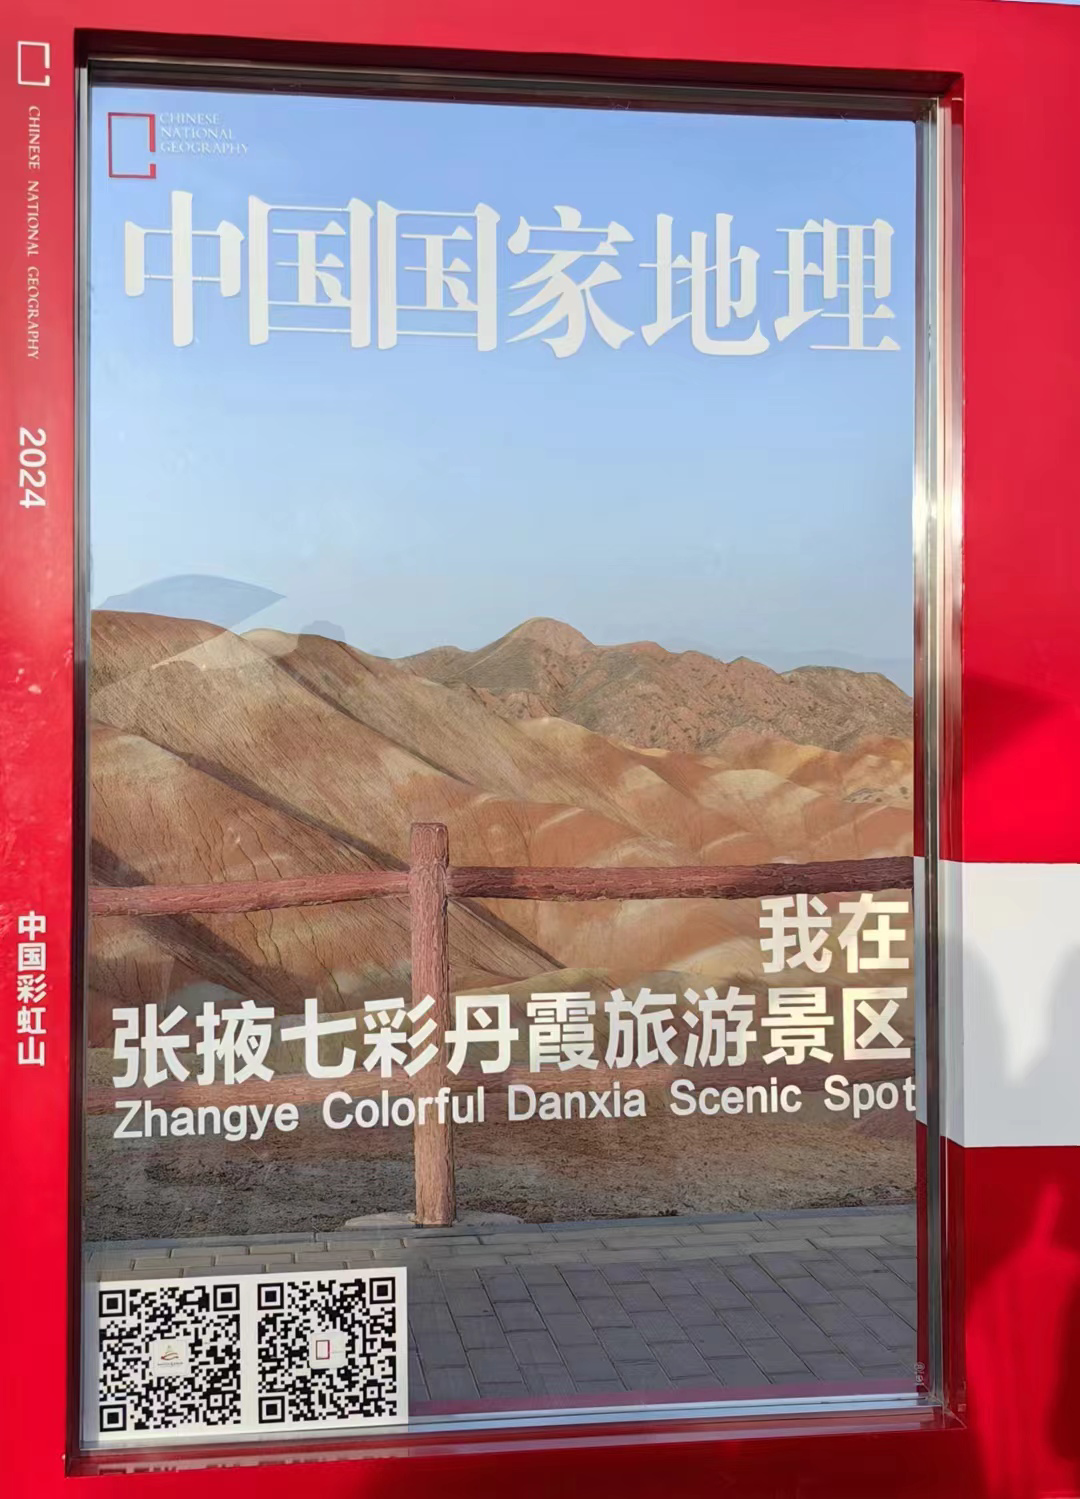 CHINESE NATIONAL GEOGRAPHY
2024
中国彩虹山
CHINESE
NATIONAL
GEOGRAPHY
中国国家地理
我在
张掖七彩丹霞旅游景区
Zhangye Colorful Danxia Scenic Spot